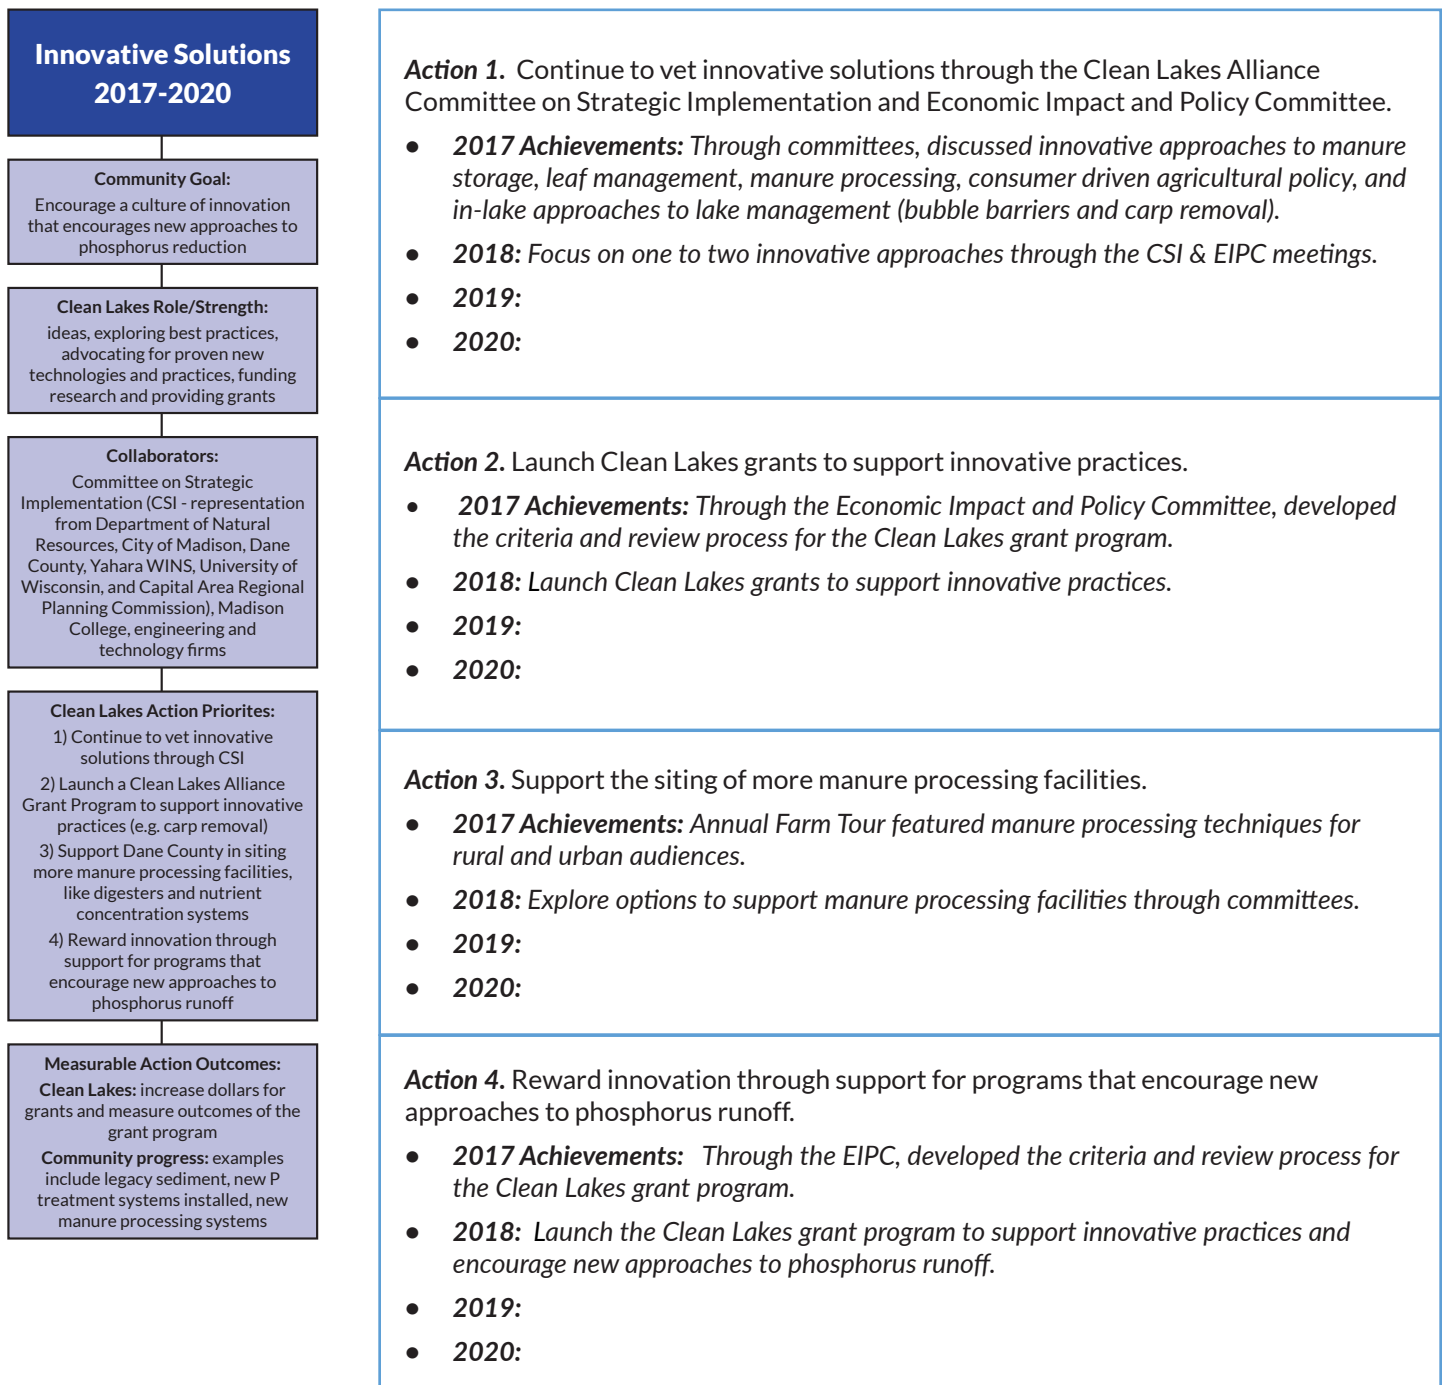 Innovative Solutions
2017-2020
Community Goal:
Encourage a culture of innovation
that encourages new approaches to
phosphorus reduction
Clean Lakes Role/Strength:
ideas, exploring best practices,
advocating for proven new
technologies and practices, funding
research and providing grants
Collaborators:
Committee on Strategic
Implementation (CSI - representation
from Department of Natural
Resources, City of Madison, Dane
County, Yahara WINS, University of
Wisconsin, and Capital Area Regional
Planning Commission), Madison
College, engineering and
technology firms
Clean Lakes Action Priorites:
1) Continue to vet innovative
solutions through CSI
2) Launch a Clean Lakes Alliance
Grant Program to support innovative
practices (e.g. carp removal)
3) Support Dane County in siting
more manure processing facilities,
like digesters and nutrient
concentration systems
4) Reward innovation through
support for programs that
encourage new approaches to
phosphorus runoff
Measurable Action Outcomes:
Clean Lakes: increase dollars for
grants and measure outcomes of the
grant program
Community progress: examples
include legacy sediment, new P
treatment systems installed, new
manure processing systems
Action 1. Continue to vet innovative solutions through the Clean Lakes Alliance
Committee on Strategic Implementation and Economic Impact and Policy Committee.
• 2017 Achievements: Through committees, discussed innovative approaches to manure
storage, leaf management, manure processing, consumer driven agricultural policy, and
in-lake approaches to lake management (bubble barriers and carp removal).
• 2018: Focus on one to two innovative approaches through the CSI & EIPC meetings.
• 2019:
• 2020:
Action 2. Launch Clean Lakes grants to support innovative practices.
• 2017 Achievements: Through the Economic Impact and Policy Committee, developed
the criteria and review process for the Clean Lakes grant program.
• 2018: Launch Clean Lakes grants to support innovative practices.
• 2019:
• 2020:
Action 3. Support the siting of more manure processing facilities.
• 2017 Achievements: Annual Farm Tour featured manure processing techniques for
rural and urban audiences.
• 2018: Explore options to support manure processing facilities through committees.
• 2019:
• 2020:
Action 4. Reward innovation through support for programs that encourage new
approaches to phosphorus runoff.
• 2017 Achievements: Through the EIPC, developed the criteria and review process for
the Clean Lakes grant program.
• 2018: Launch the Clean Lakes grant program to support innovative practices and
encourage new approaches to phosphorus runoff.
• 2019:
• 2020: